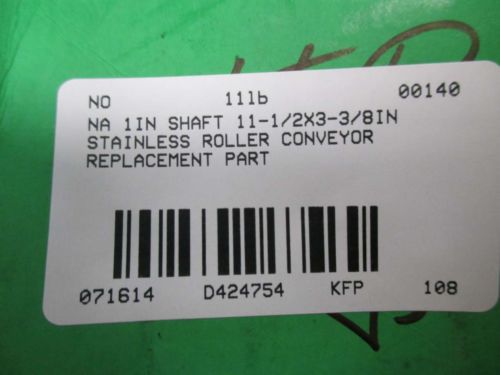 NO 11lb 00140
NA 1IN SHAFT 11-1/2X3-3/8IN
STAINLESS ROLLER CONVEYOR
REPLACEMENT PART
071614 D424754 KFP 108